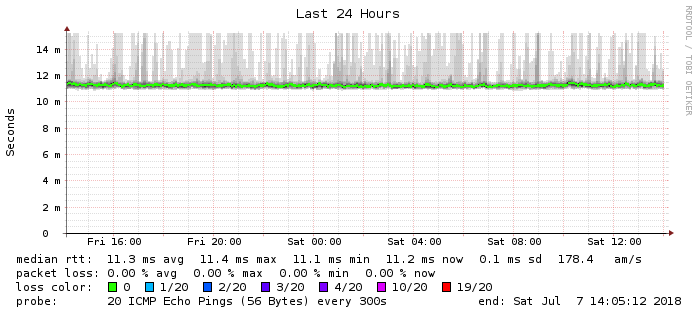 Last 24 Hours
RRDTOOL / TOBI OETIKER
Seconds
14 m
12 m
10 m
8 m
6 m
4 m
2 m
0
Fri 16:00 Fri 20:00 Sat 00:00 Sat 04:00 Sat 08:00 Sat 12:00
median rtt: 11.3 ms avg 11.4 ms max 11.1 ms min 11.2 ms now 0.1 ms sd 178.4 am/s
packet loss: 0.00 % avg 0.00 % max 0.00 % min 0.00 % now
loss color: 0 1/20 2/20 3/20 4/20 10/20 19/20
probe: 20 ICMP Echo Pings (56 Bytes) every 300s end: Sat Jul 7 14:05:12 2018